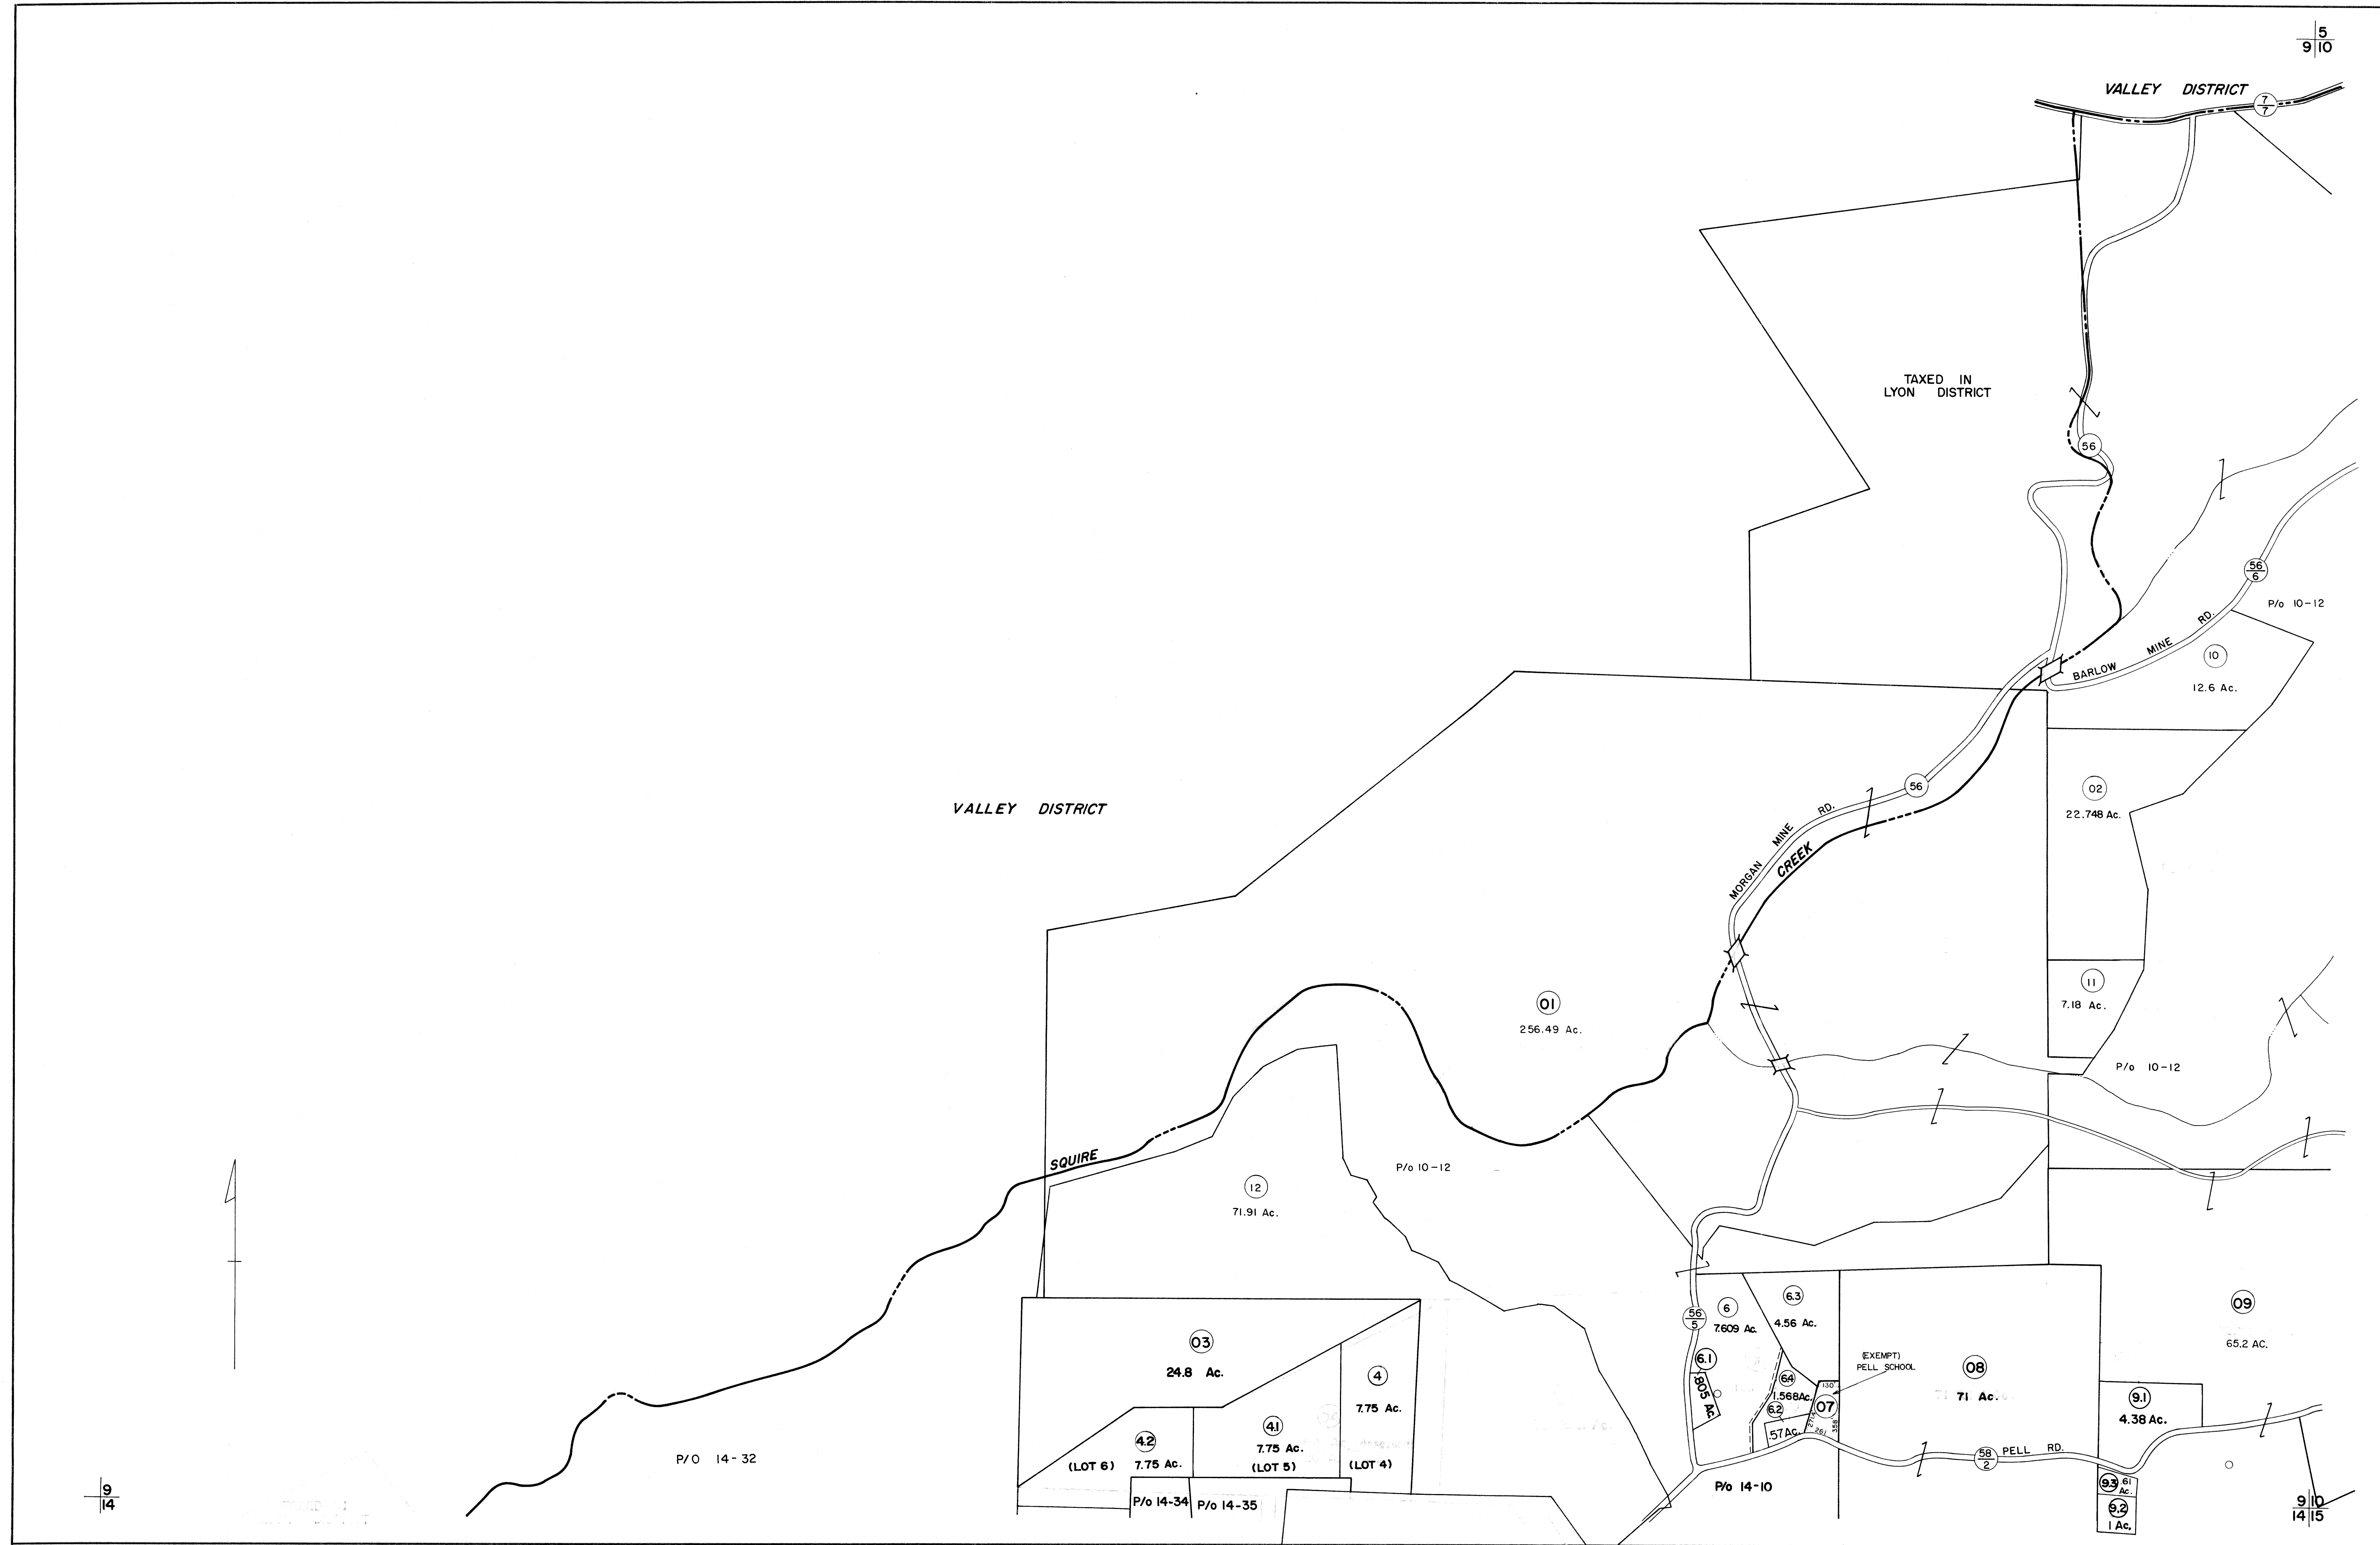 5
9 10
VALLEY DISTRICT
7
7
TAXED IN
LYON DISTRICT
56
56
6
P/o 10-12
BARLOW MINE RD.
10
12.6 Ac.
02
22.748 Ac.
56
MORGAN MINE RD.
CREEK
VALLEY DISTRICT
01
256.49 Ac.
11
7.18 Ac.
P/o 10-12
SQUIRE
P/o 10-12
12
71.91 Ac.
03
24.8 Ac.
4
7.75 Ac.
(LOT 4)
4.1
7.75 Ac.
(LOT 5)
4.2
(LOT 6) 7.75 Ac.
P/o 14-34
P/o 14-35
P/O 14-32
56
5
6
7.609 Ac.
6.3
4.56 Ac.
6.1
.805 Ac.
6.4
1.568Ac.
6.2
.57Ac.
130'
07
261
358
(EXEMPT)
PELL SCHOOL
08
71 Ac.
09
65.2 AC.
9.1
4.38 Ac.
58
2
PELL RD.
P/o 14-10
9.3 .61
Ac.
9.2
1 Ac.
9
14
9 10
14 15